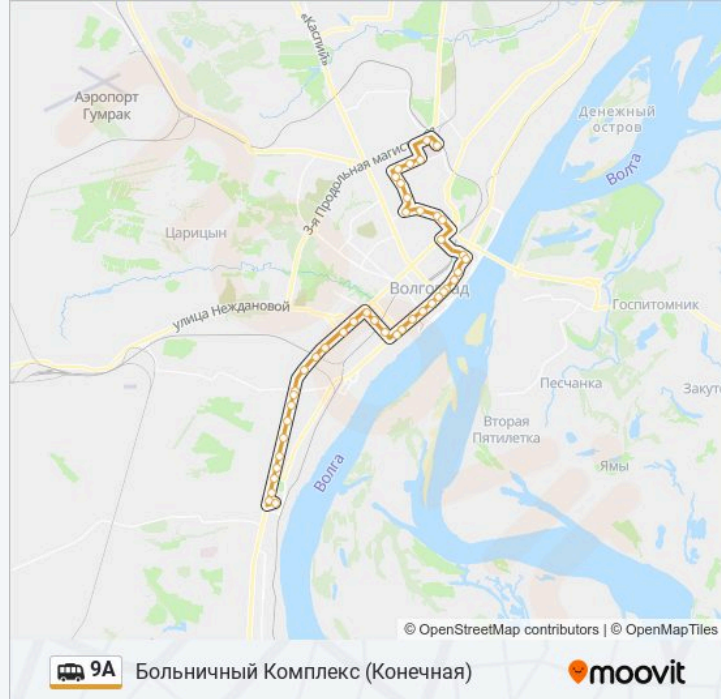 «Каспий»
Аэропорт
Гумрак
Денежный
остров
Волга
3-я Продольная магис
Царицын
Волгоград
Госпитомник
улица Неждановой
Песчанка
Закуто
Вторая
Пятилетка
Ямы
Волга
© OpenStreetMap contributors | © OpenMapTiles
9А Больничный Комплекс (Конечная)
moovit